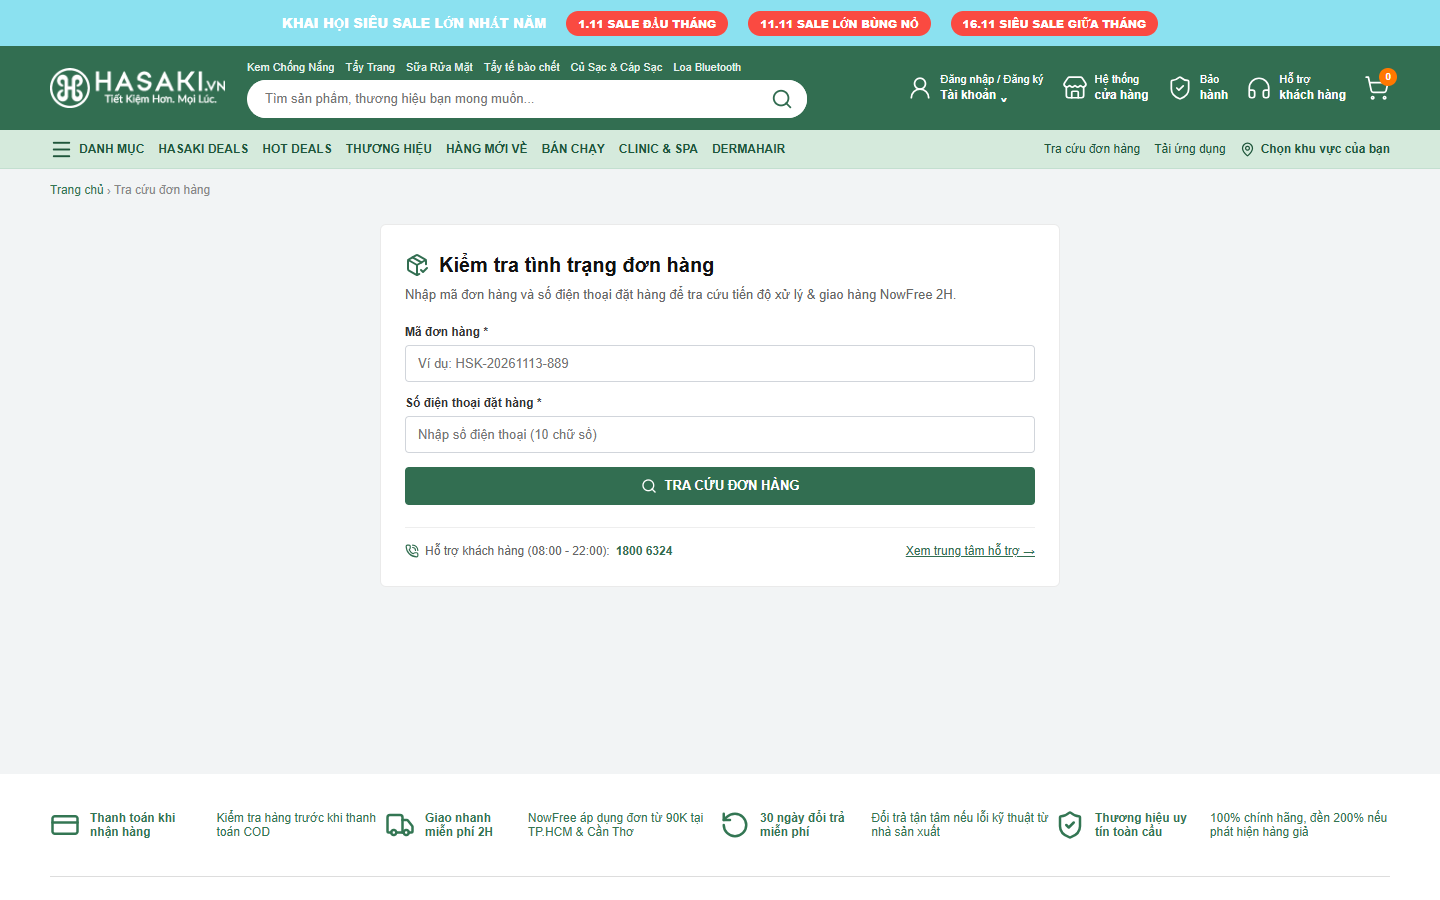 KHAI HỘI SIÊU SALE LỚN NHẤT NĂM
1.11 SALE ĐẦU THÁNG
11.11 SALE LỚN BÙNG NỔ
16.11 SIÊU SALE GIỮA THÁNG
HASAKI.VN
Tiết Kiệm Hơn. Mọi Lúc.
Kem Chống Nắng Tẩy Trang Sữa Rửa Mặt Tẩy tế bào chết Củ Sạc & Cáp Sạc Loa Bluetooth
Tìm sản phẩm, thương hiệu bạn mong muốn...
Đăng nhập / Đăng ký
Tài khoản
Hệ thống
cửa hàng
Bảo
hành
Hỗ trợ
khách hàng
0
DANH MỤC HASAKI DEALS HOT DEALS THƯƠNG HIỆU HÀNG MỚI VỀ BÁN CHẠY CLINIC & SPA DERMAHAIR
Tra cứu đơn hàng Tải ứng dụng Chọn khu vực của bạn
Trang chủ › Tra cứu đơn hàng
Kiểm tra tình trạng đơn hàng
Nhập mã đơn hàng và số điện thoại đặt hàng để tra cứu tiến độ xử lý & giao hàng NowFree 2H.
Mã đơn hàng *
Ví dụ: HSK-20261113-889
Số điện thoại đặt hàng *
Nhập số điện thoại (10 chữ số)
TRA CỨU ĐƠN HÀNG
Hỗ trợ khách hàng (08:00 - 22:00): 1800 6324
Xem trung tâm hỗ trợ →
Thanh toán khi
nhận hàng
Kiểm tra hàng trước khi thanh
toán COD
Giao nhanh
miễn phí 2H
NowFree áp dụng đơn từ 90K tại
TP.HCM & Cần Thơ
30 ngày đổi trả
miễn phí
Đổi trả tận tâm nếu lỗi kỹ thuật từ
nhà sản xuất
Thương hiệu uy
tín toàn cầu
100% chính hãng, đền 200% nếu
phát hiện hàng giả